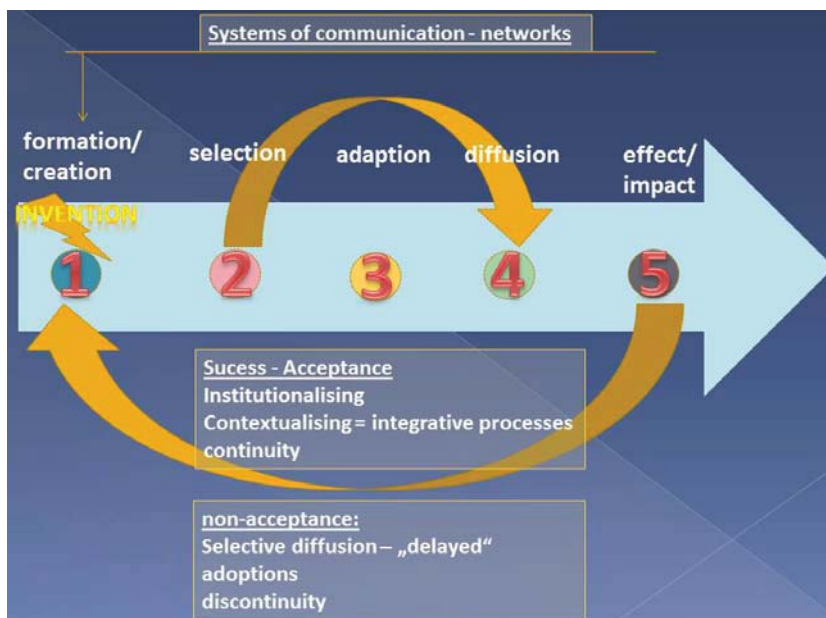 Systems of communication - networks
formation/
creation
selection
adaption
diffusion
effect/
impact
INVENTION
1
2
3
4
5
Sucess - Acceptance
Institutionalising
Contextualising = integrative processes
continuity
non-acceptance:
Selective diffusion – „delayed“
adoptions
discontinuity